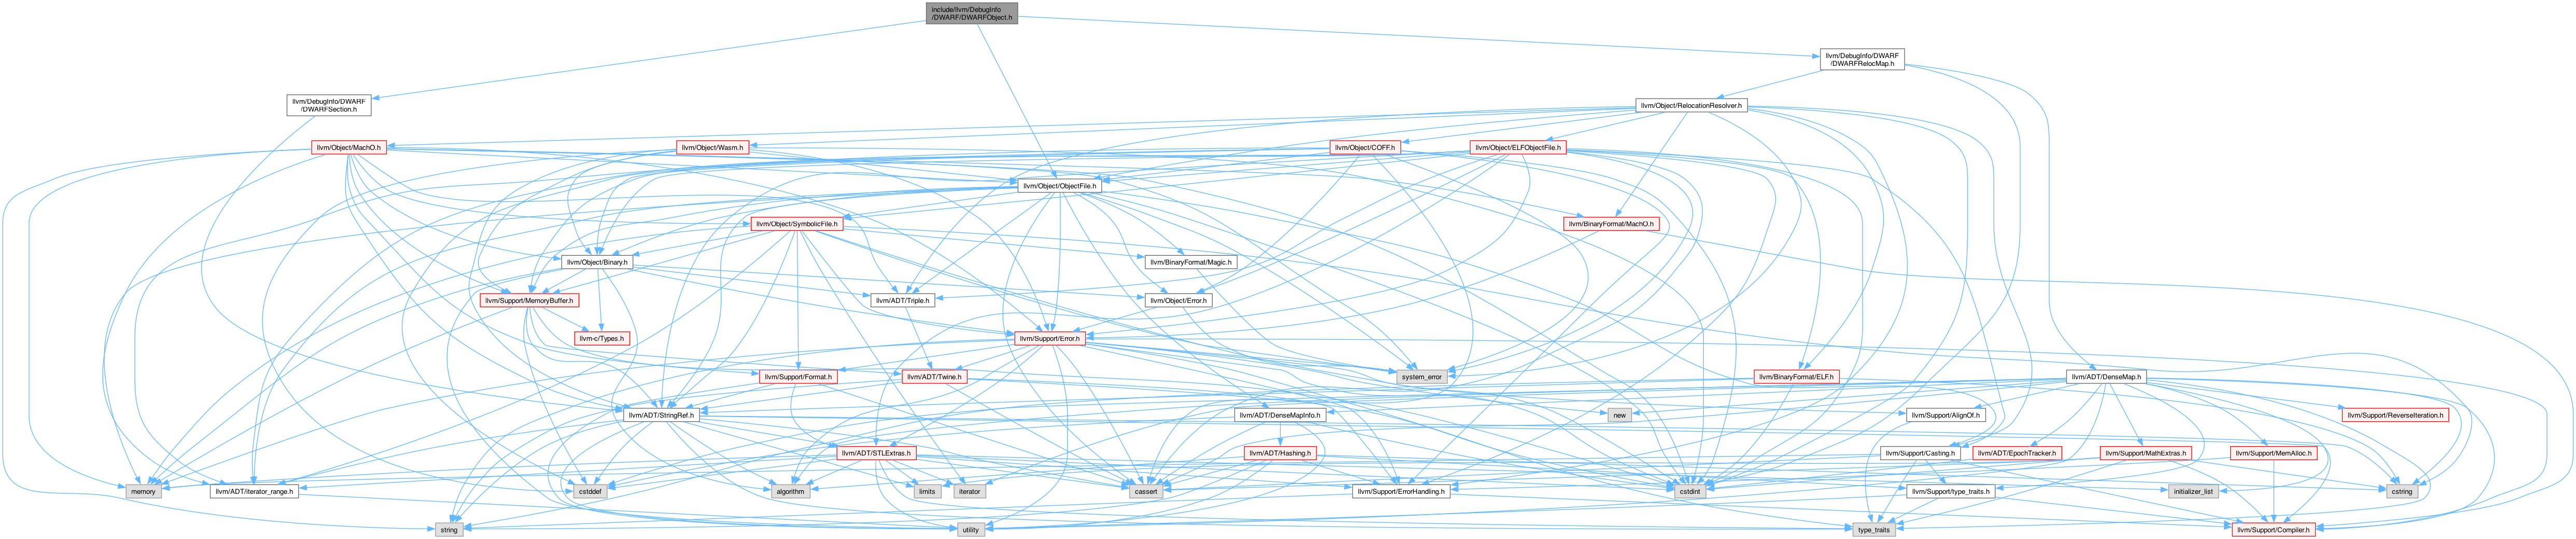 include/llvm/DebugInfo
/DWARF/DWARFObject.h
llvm/DebugInfo/DWARF
/DWARFRelocMap.h
llvm/DebugInfo/DWARF
/DWARFSection.h
llvm/Object/RelocationResolver.h
llvm/Object/MachO.h
llvm/Object/Wasm.h
llvm/Object/COFF.h
llvm/Object/ELFObjectFile.h
llvm/Object/ObjectFile.h
llvm/Object/SymbolicFile.h
llvm/BinaryFormat/MachO.h
llvm/Object/Binary.h
llvm/BinaryFormat/Magic.h
llvm/Support/MemoryBuffer.h
llvm/ADT/Triple.h
llvm/Object/Error.h
llvm-c/Types.h
llvm/Support/Error.h
llvm/Support/Format.h
llvm/ADT/Twine.h
system_error
llvm/BinaryFormat/ELF.h
llvm/ADT/DenseMap.h
llvm/ADT/StringRef.h
llvm/ADT/DenseMapInfo.h
new
llvm/Support/AlignOf.h
llvm/Support/ReverseIteration.h
llvm/ADT/STLExtras.h
llvm/ADT/Hashing.h
llvm/Support/Casting.h
llvm/ADT/EpochTracker.h
llvm/Support/MathExtras.h
llvm/Support/MemAlloc.h
memory
llvm/ADT/iterator_range.h
cstddef
algorithm
limits
iterator
cassert
llvm/Support/ErrorHandling.h
cstdint
llvm/Support/type_traits.h
initializer_list
cstring
string
utility
type_traits
llvm/Support/Compiler.h